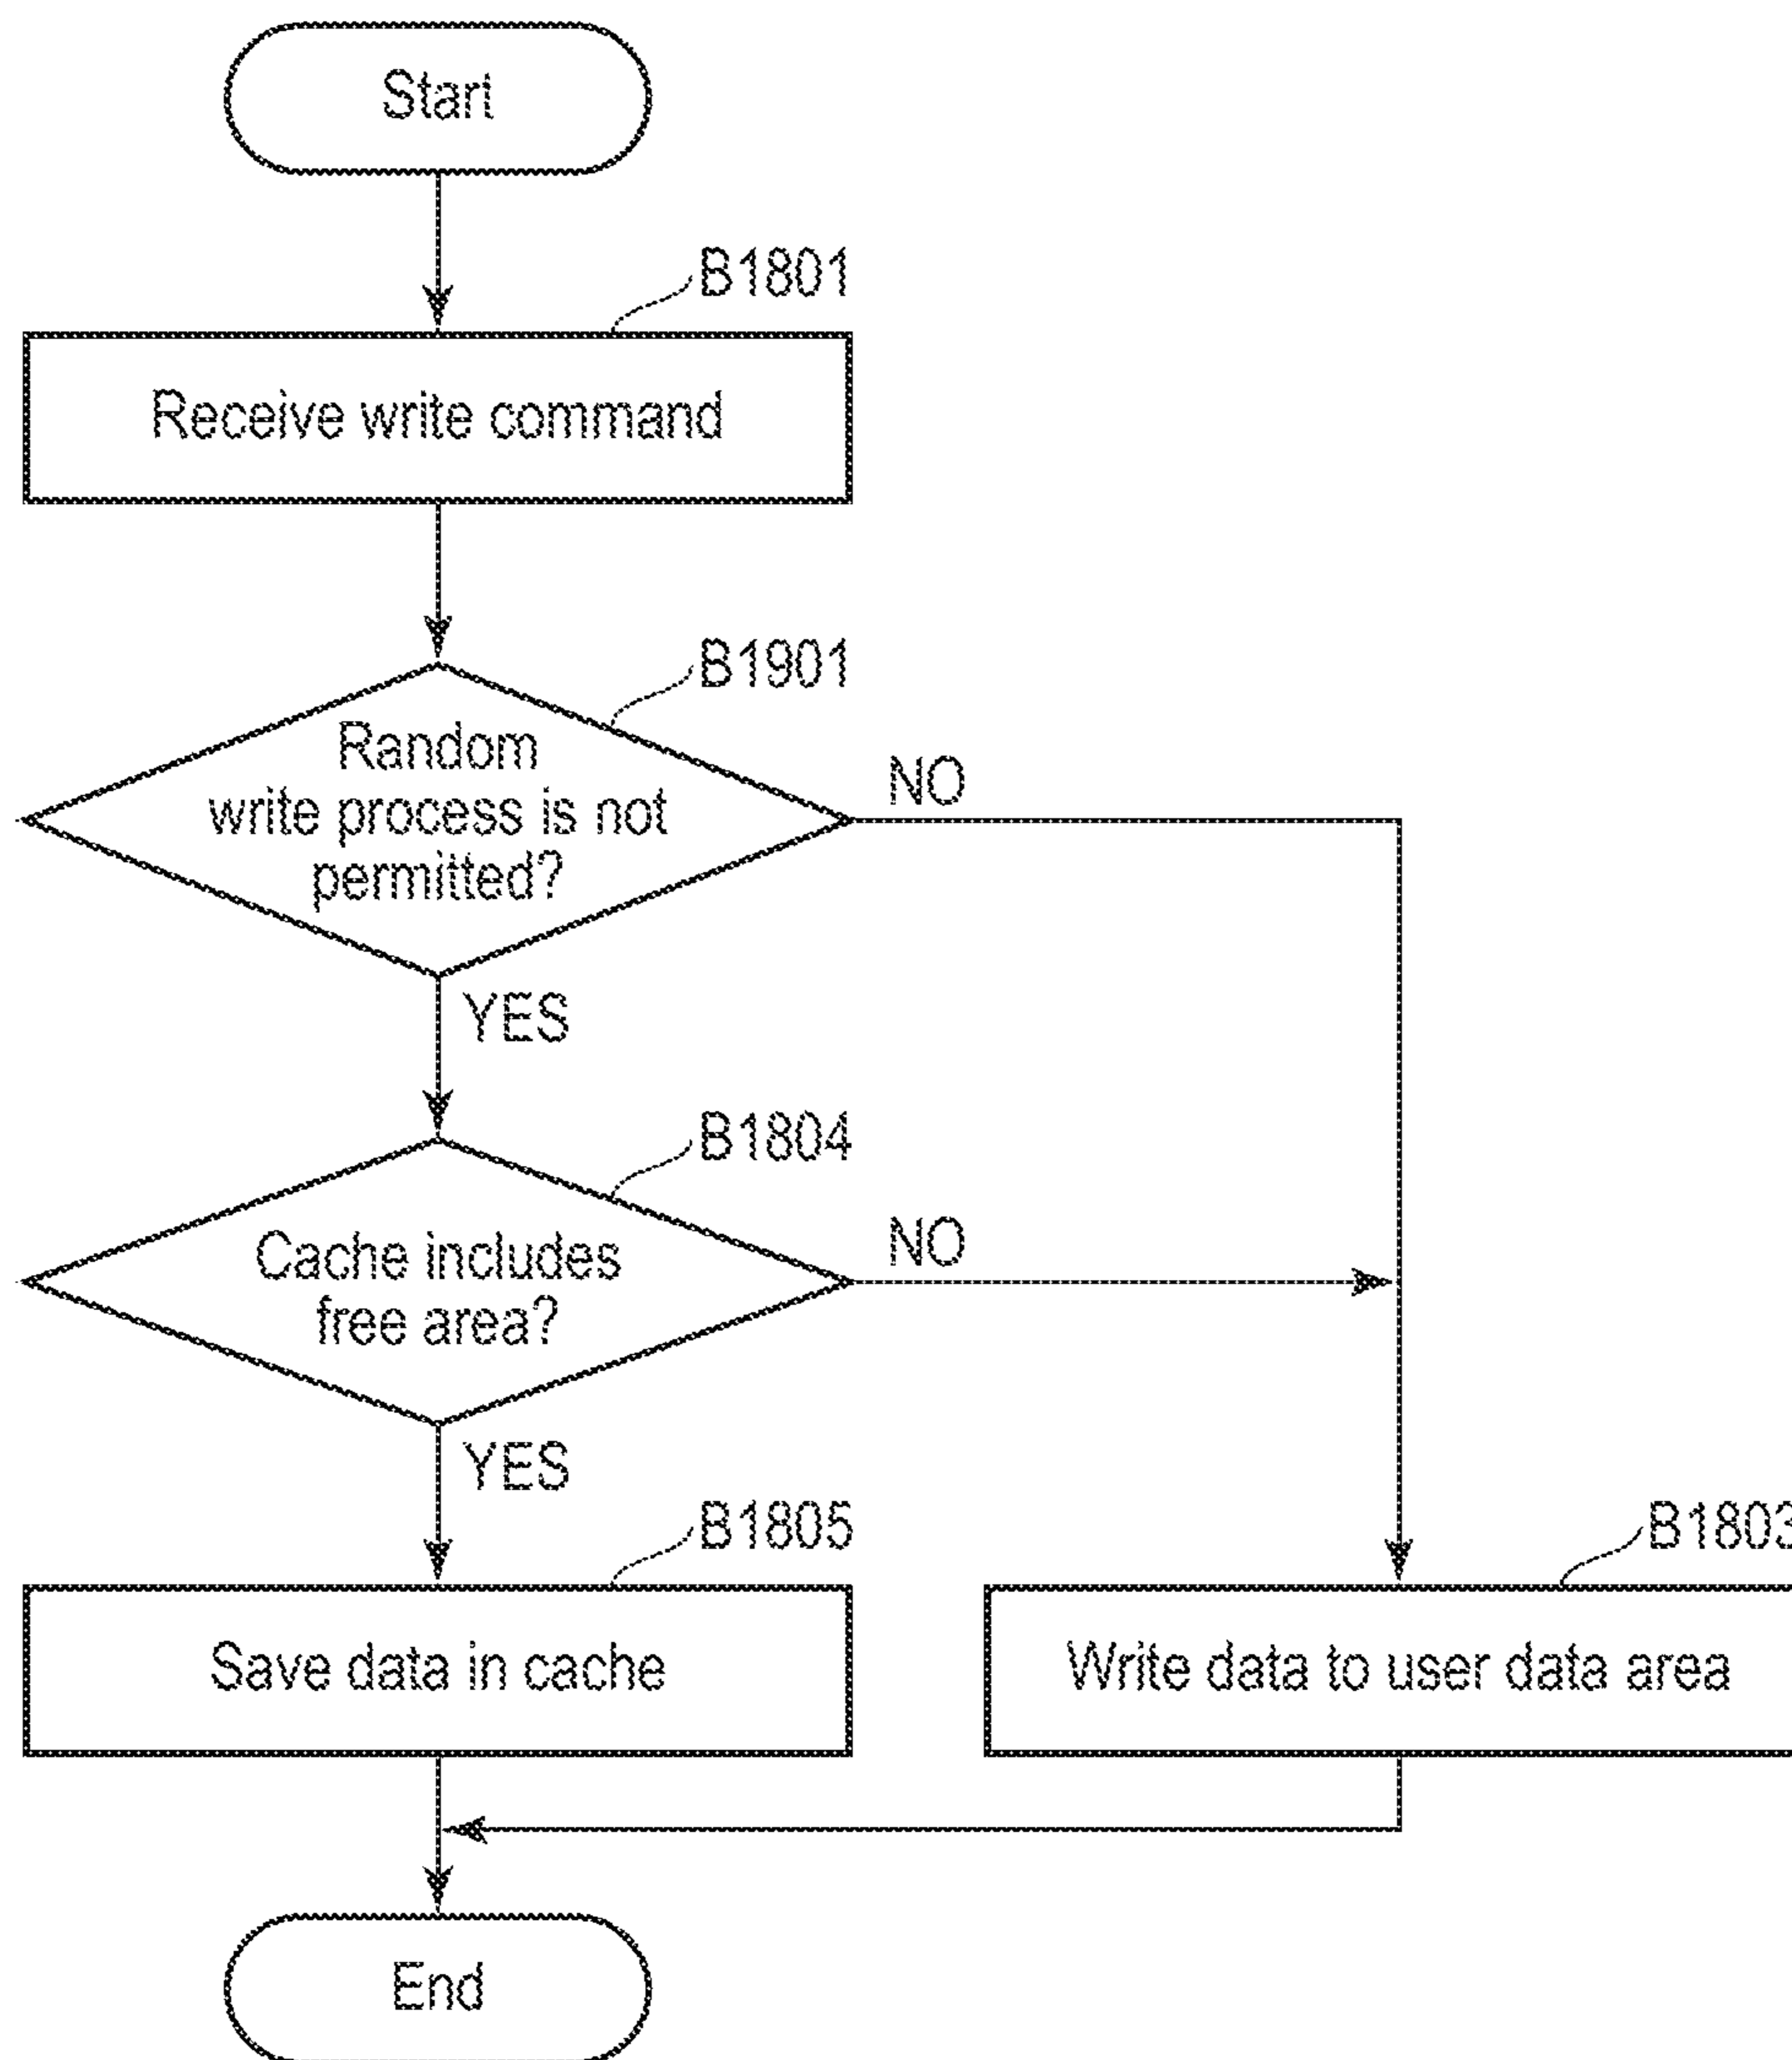 Start
B1801
Receive write command
B1901
Random
write process is not
permitted?
NO
YES
B1804
Cache includes
free area?
NO
YES
B1805
B1803
Save data in cache
Write data to user data area
End